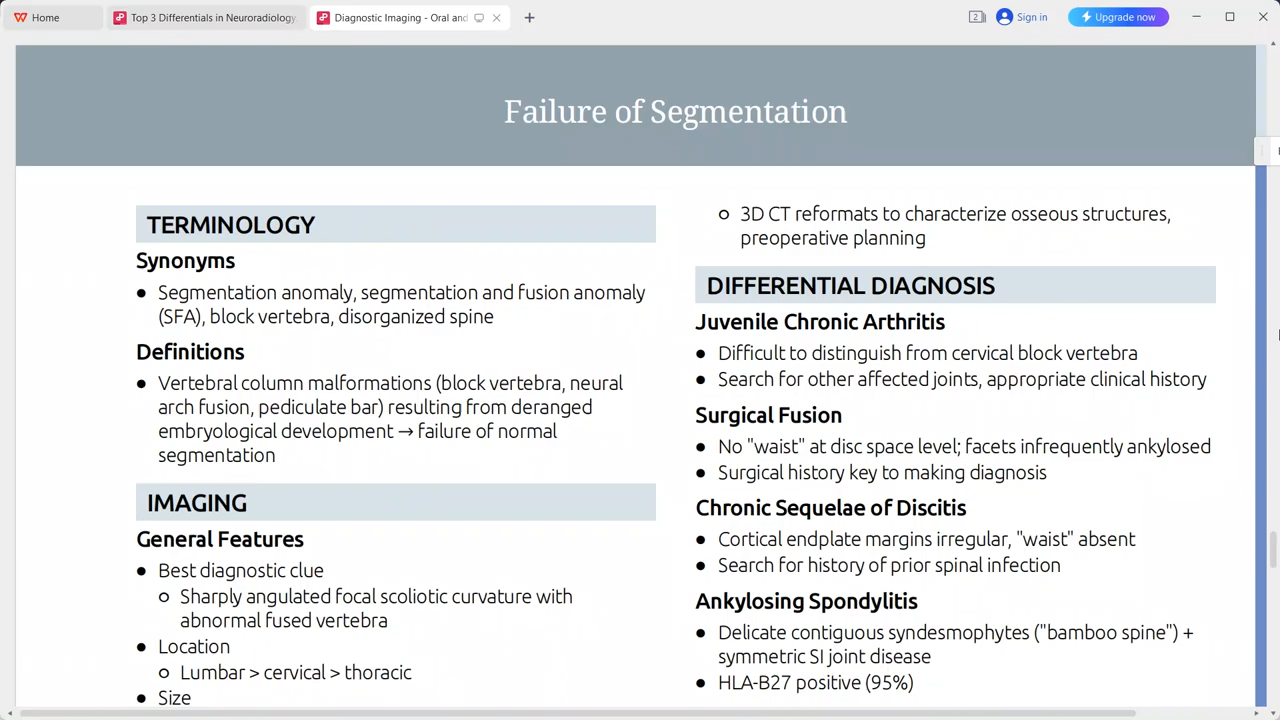 Home
Top 3 Differentials in Neuroradiology
Diagnostic Imaging - Oral and
2
Sign in
Upgrade now
Failure of Segmentation
TERMINOLOGY
Synonyms
● Segmentation anomaly, segmentation and fusion anomaly
(SFA), block vertebra, disorganized spine
Definitions
● Vertebral column malformations (block vertebra, neural
arch fusion, pediculate bar) resulting from deranged
embryological development → failure of normal
segmentation
IMAGING
General Features
● Best diagnostic clue
○ Sharply angulated focal scoliotic curvature with
abnormal fused vertebra
● Location
○ Lumbar > cervical > thoracic
● Size
○ 3D CT reformats to characterize osseous structures,
preoperative planning
DIFFERENTIAL DIAGNOSIS
Juvenile Chronic Arthritis
● Difficult to distinguish from cervical block vertebra
● Search for other affected joints, appropriate clinical history
Surgical Fusion
● No "waist" at disc space level; facets infrequently ankylosed
● Surgical history key to making diagnosis
Chronic Sequelae of Discitis
● Cortical endplate margins irregular, "waist" absent
● Search for history of prior spinal infection
Ankylosing Spondylitis
● Delicate contiguous syndesmophytes ("bamboo spine") +
symmetric SI joint disease
● HLA-B27 positive (95%)